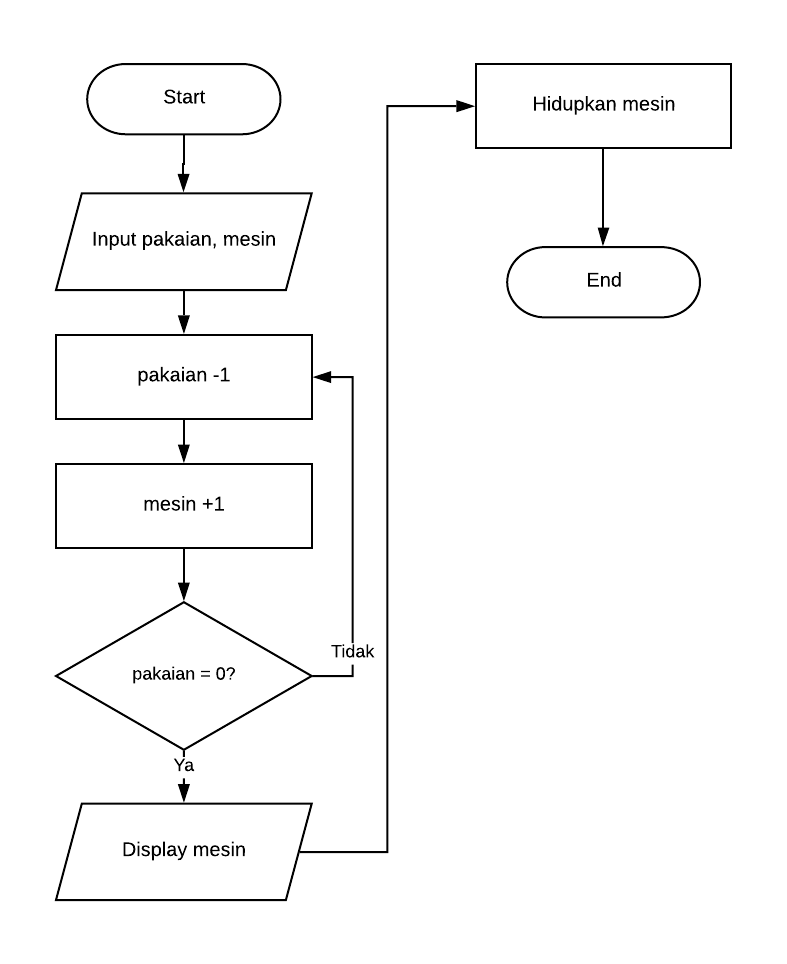 Start
Input pakaian, mesin
pakaian -1
mesin +1
pakaian = 0?
Tidak
Ya
Display mesin
Hidupkan mesin
End